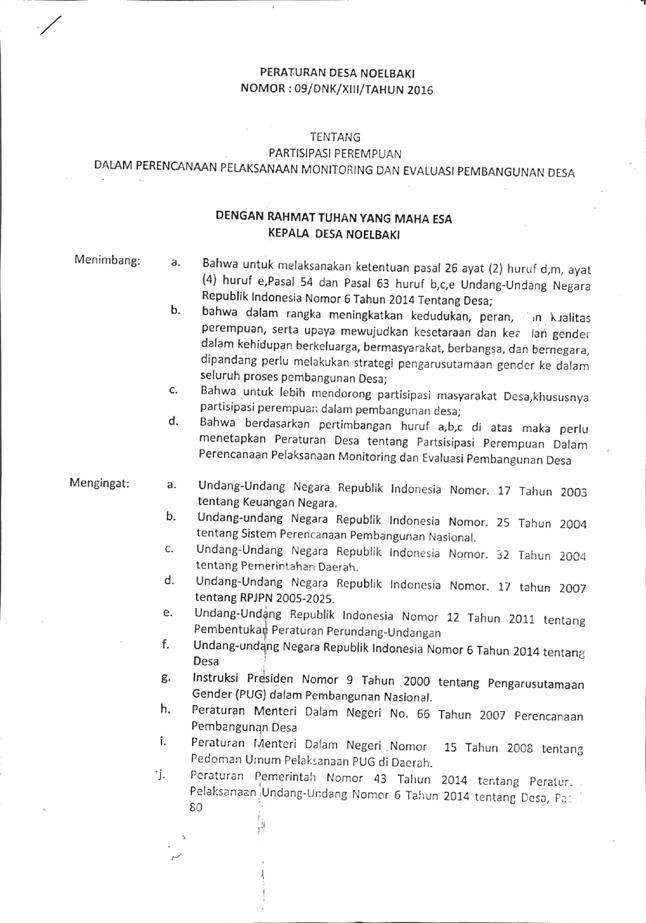 PERATURAN DESA NOELBAKI
NOMOR : 09/DNK/XIII/TAHUN 2016
TENTANG
PARTISIPASI PEREMPUAN
DALAM PERENCANAAN PELAKSANAAN MONITORING DAN EVALUASI PEMBANGUNAN DESA
DENGAN RAHMAT TUHAN YANG MAHA ESA
KEPALA DESA NOELBAKI
Menimbang: a. Bahwa untuk melaksanakan ketentuan pasal 26 ayat (2) huruf d,m, ayat
(4) huruf e,Pasal 54 dan Pasal 63 huruf b,c,e Undang-Undang Negara
Republik Indonesia Nomor 6 Tahun 2014 Tentang Desa;
b. bahwa dalam rangka meningkatkan kedudukan, peran, kualitas
perempuan, serta upaya mewujudkan kesetaraan dan gender
dalam kehidupan berkeluarga, bermasyarakat, berbangsa, dan bernegara,
dipandang perlu melakukan strategi pengarusutamaan gender ke dalam
seluruh proses pembangunan Desa;
c. Bahwa untuk lebih mendorong partisipasi masyarakat Desa,khususnya
partisipasi perempuan dalam pembangunan desa;
d. Bahwa berdasarkan pertimbangan huruf a,b,c di atas maka perlu
menetapkan Peraturan Desa tentang Partsisipasi Perempuan Dalam
Perencanaan Pelaksanaan Monitoring dan Evaluasi Pembangunan Desa
Mengingat: a. Undang-Undang Negara Republik Indonesia Nomor. 17 Tahun 2003
tentang Keuangan Negara.
b. Undang-undang Negara Republik Indonesia Nomor. 25 Tahun 2004
tentang Sistem Perencanaan Pembangunan Nasional.
c. Undang-Undang Negara Republik Indonesia Nomor. 32 Tahun 2004
tentang Pemerintahan Daerah.
d. Undang-Undang Negara Republik Indonesia Nomor. 17 tahun 2007
tentang RPJPN 2005-2025.
e. Undang-Undang Republik Indonesia Nomor 12 Tahun 2011 tentang
Pembentukan Peraturan Perundang-Undangan
f. Undang-undang Negara Republik Indonesia Nomor 6 Tahun 2014 tentang
Desa
g. Instruksi Presiden Nomor 9 Tahun 2000 tentang Pengarusutamaan
Gender (PUG) dalam Pembangunan Nasional.
h. Peraturan Menteri Dalam Negeri No. 66 Tahun 2007 Perencanaan
Pembangunan Desa
i. Peraturan Menteri Dalam Negeri Nomor 15 Tahun 2008 tentang
Pedoman Umum Pelaksanaan PUG di Daerah.
j. Peraturan Pemerintah Nomor 43 Tahun 2014 tentang
Pelaksanaan Undang-Undang Nomor 6 Tahun 2014 tentang Desa,
80